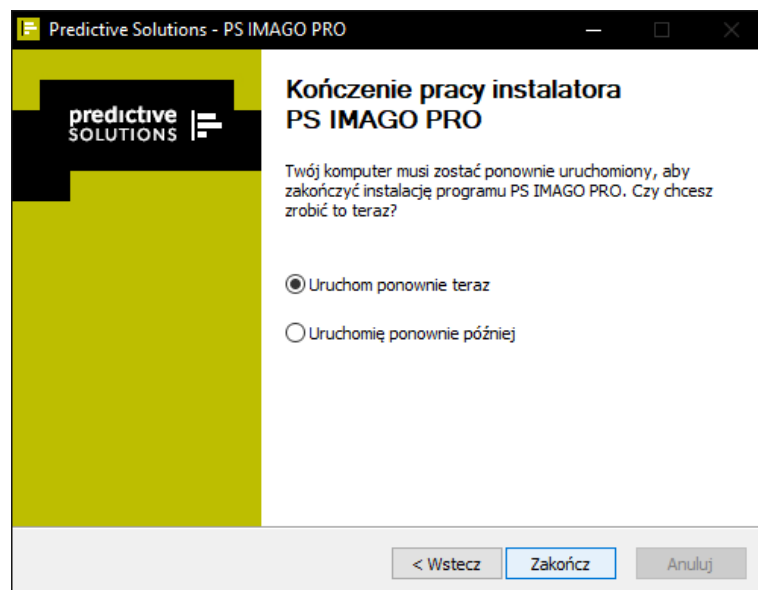 Predictive Solutions - PS IMAGO PRO
predictive
SOLUTIONS
Kończenie pracy instalatora
PS IMAGO PRO
Twój komputer musi zostać ponownie uruchomiony, aby
zakończyć instalację programu PS IMAGO PRO. Czy chcesz
zrobić to teraz?
Uruchom ponownie teraz
Uruchomię ponownie później
< Wstecz
Zakończ
Anuluj